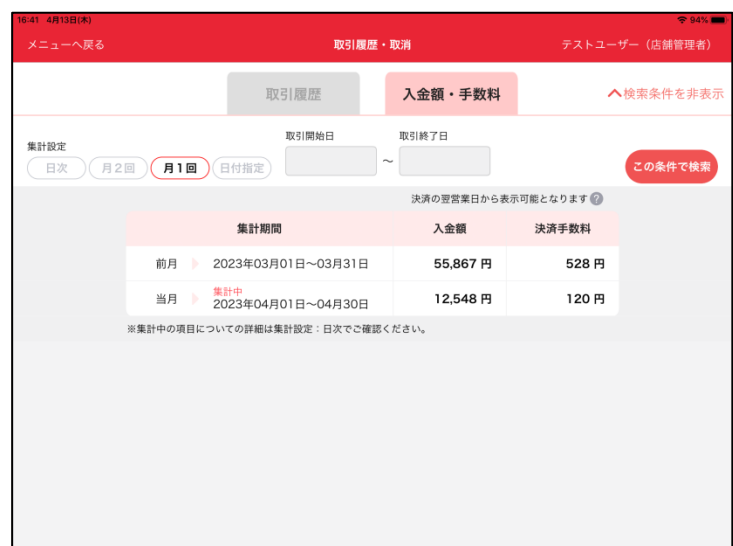 16:41 4月13日(木) 94%
メニューへ戻る 取引履歴・取消 テストユーザー（店舗管理者）
取引履歴 入金額・手数料 検索条件を非表示
取引開始日 取引終了日
集計設定
日次 月2回 月1回 日付指定 ～ この条件で検索
決済の翌営業日から表示可能となります ?
集計期間 入金額 決済手数料
前月 2023年03月01日～03月31日 55,867 円 528 円
集計中
当月 2023年04月01日～04月30日 12,548 円 120 円
※集計中の項目についての詳細は集計設定：日次でご確認ください。